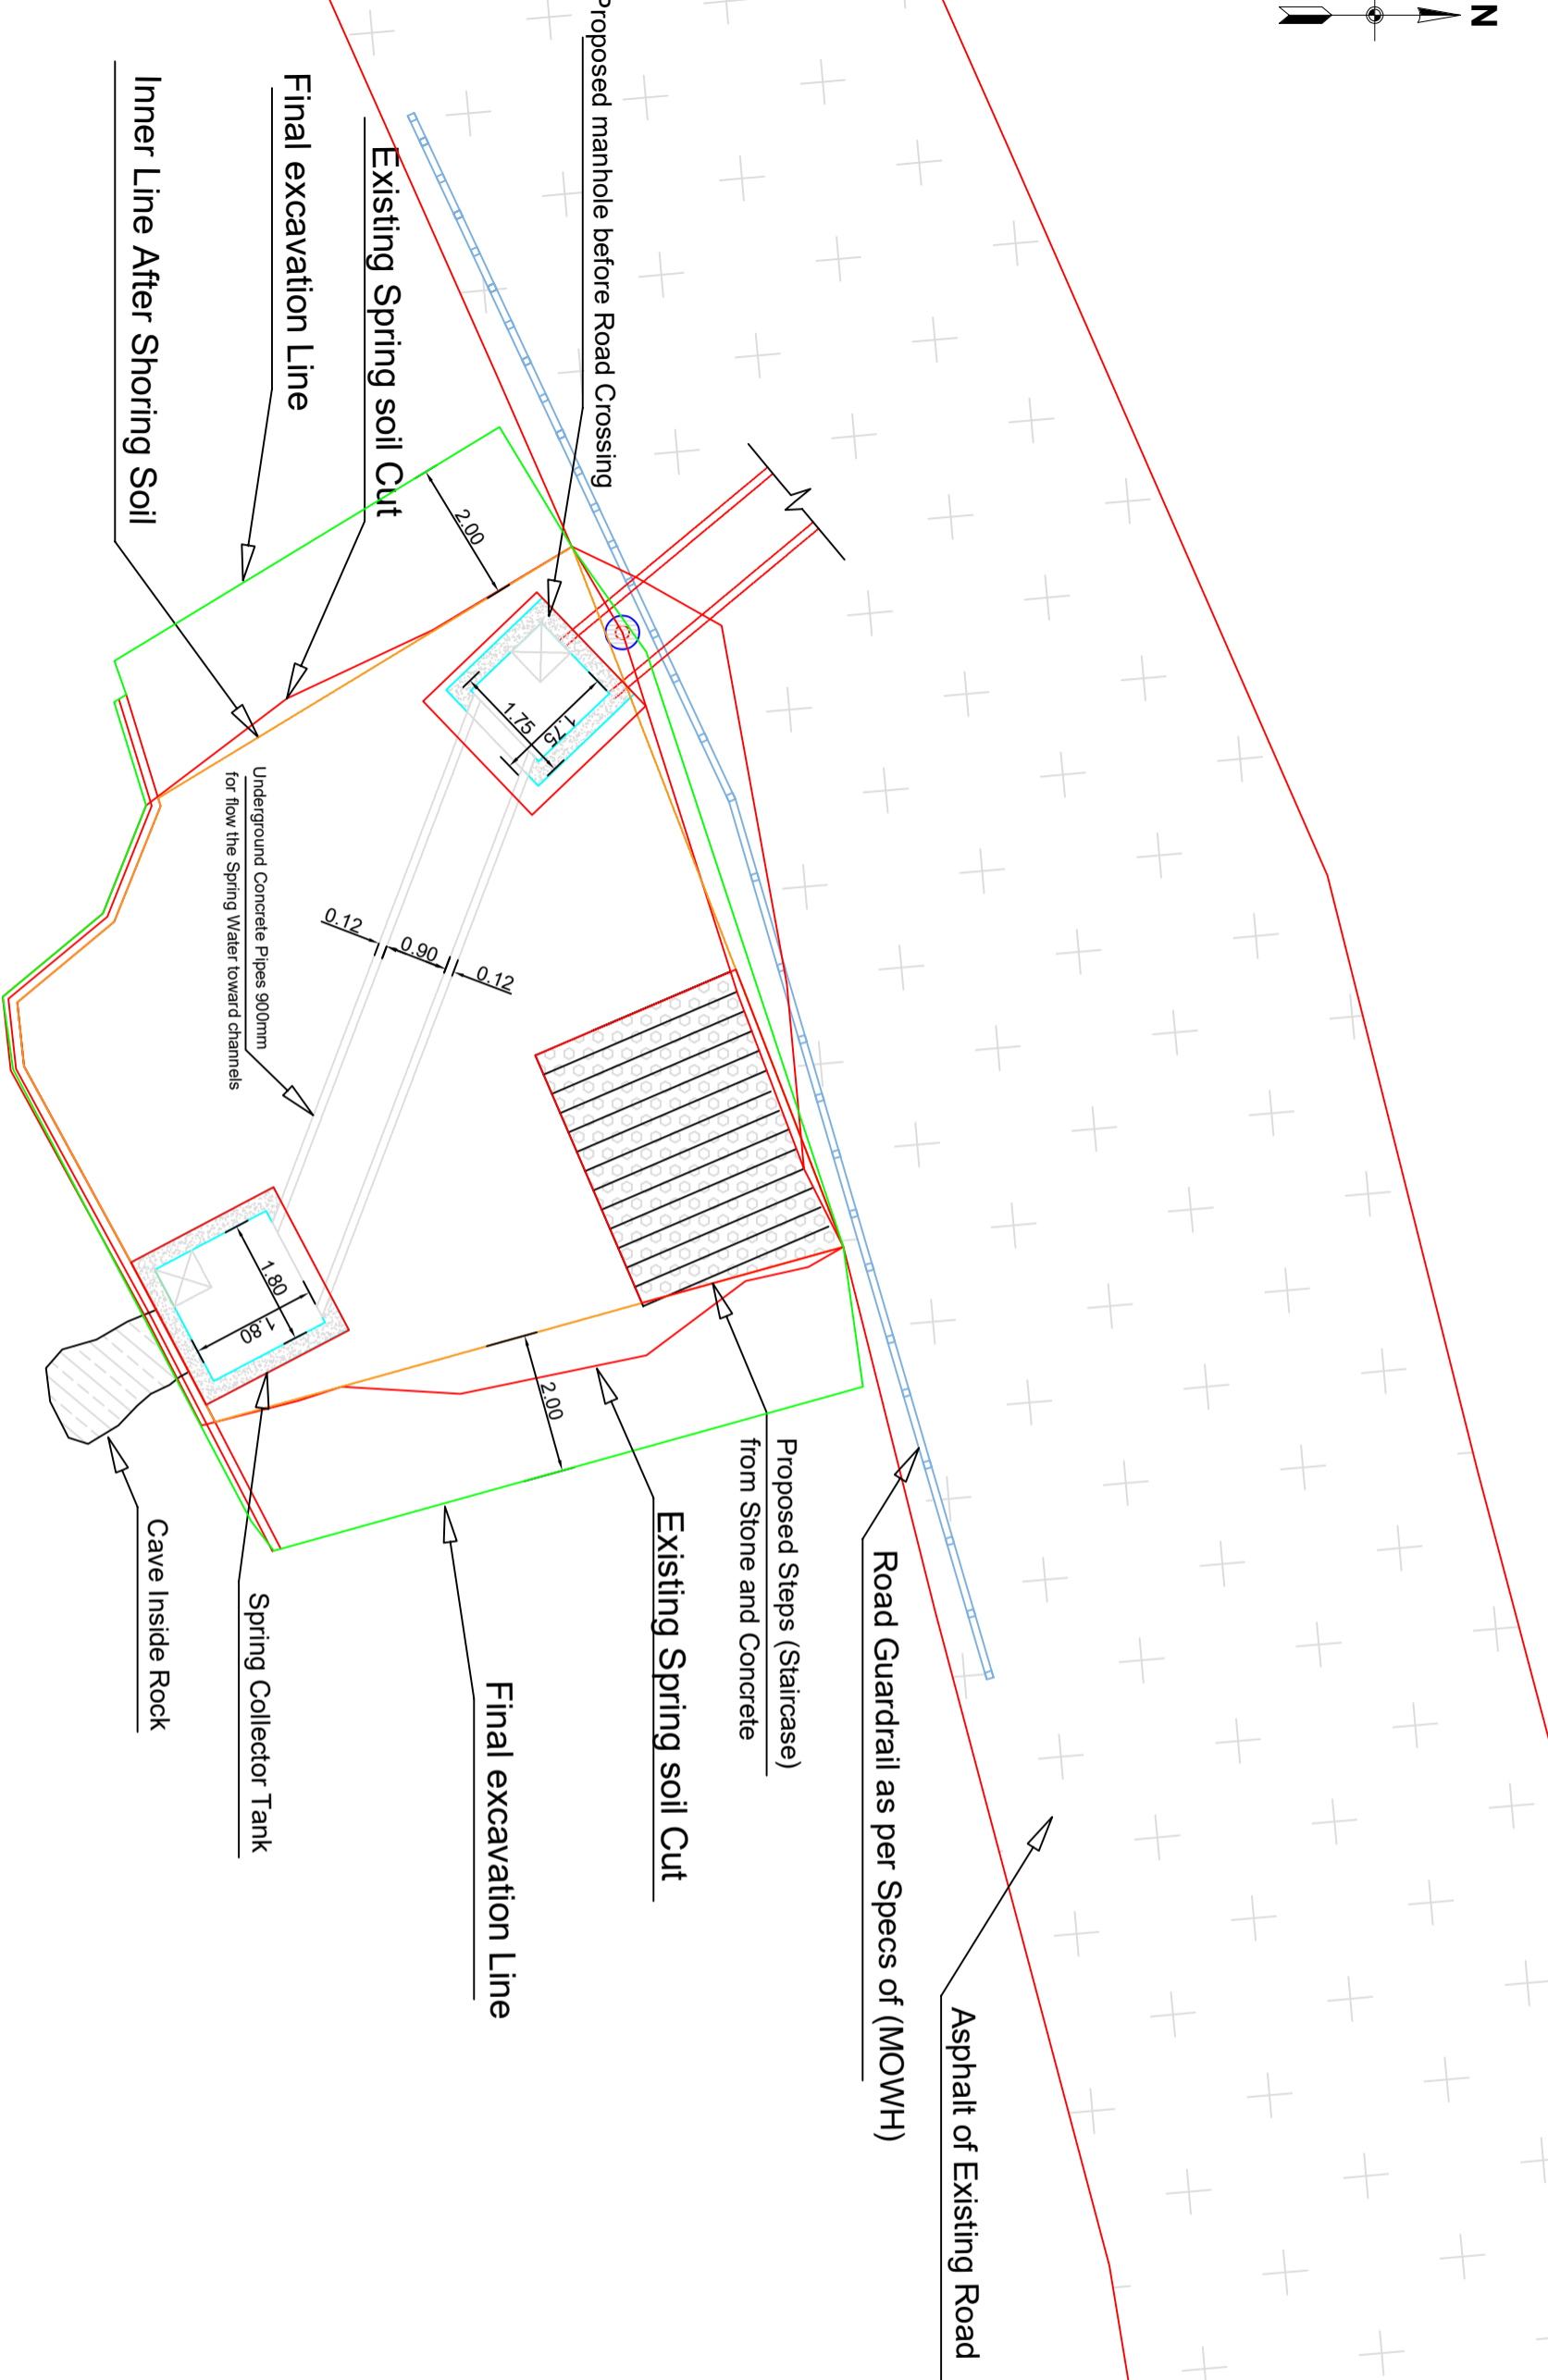 N
Proposed manhole before Road Crossing
Existing Spring soil Cut
Final excavation Line
Inner Line After Shoring Soil
2.00
1.75
1.75
Underground Concrete Pipes 900mm
for flow the Spring Water toward channels
0.12
0.90
0.12
1.80
1.80
2.00
Proposed Steps (Staircase)
from Stone and Concrete
Road Guardrail as per Specs of (MOWH)
Asphalt of Existing Road
Existing Spring soil Cut
Final excavation Line
Spring Collector Tank
Cave Inside Rock